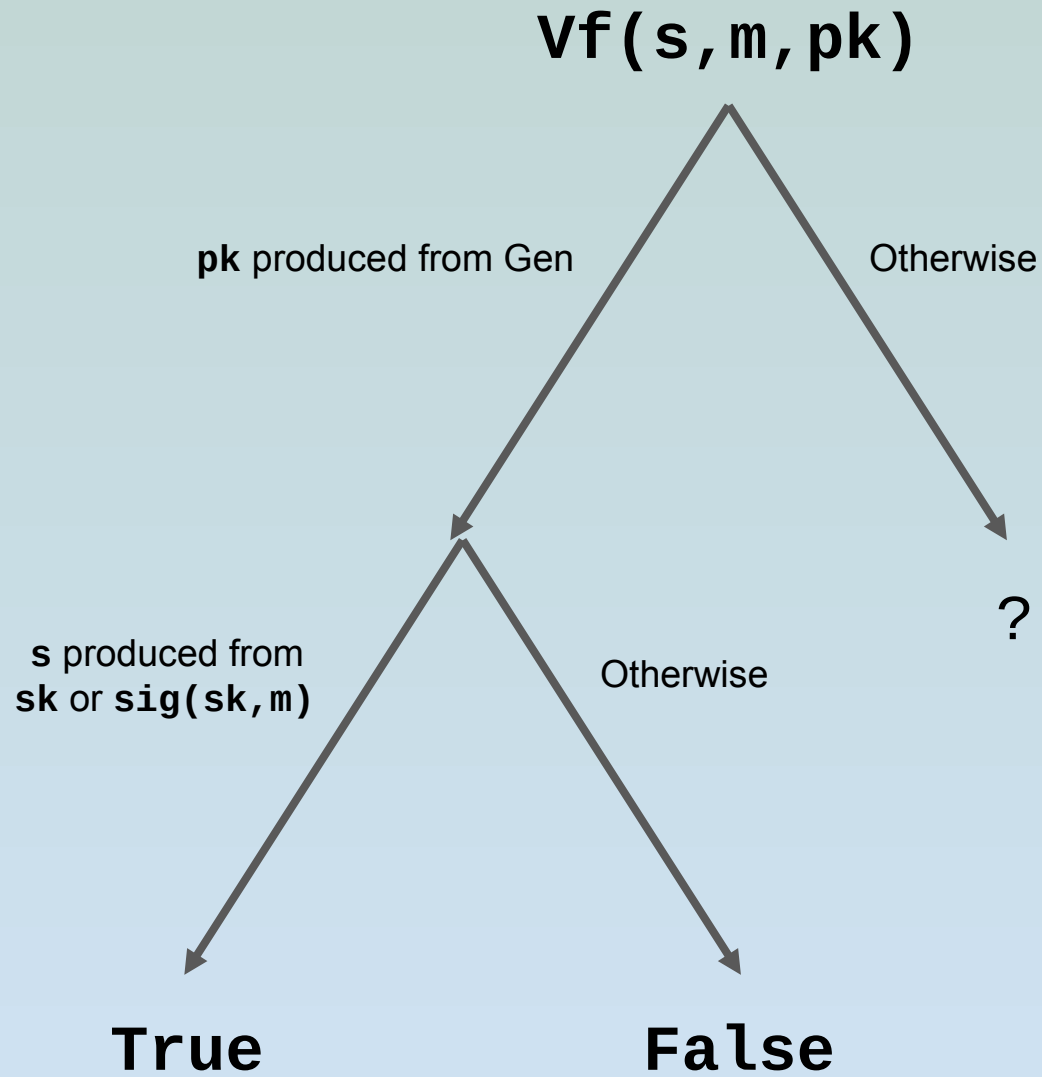 Vf(s,m,pk)
pk produced from Gen
Otherwise
?
s produced from
sk or sig(sk,m)
Otherwise
True
False